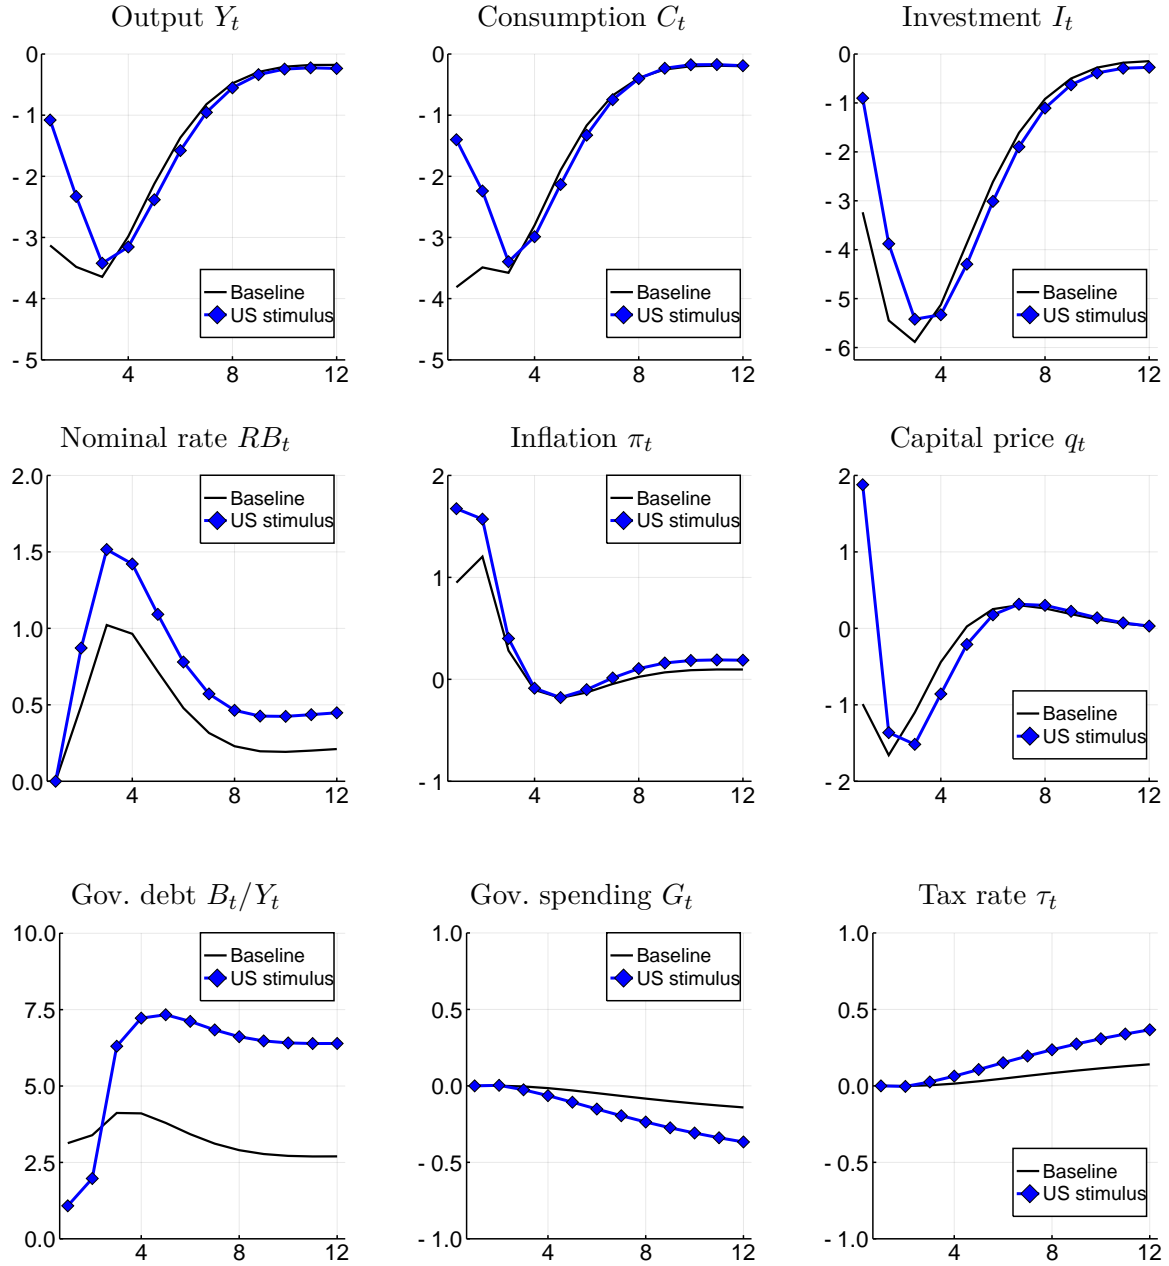 Output Y_t
Consumption C_t
Investment I_t
0
- 1
- 2
- 3
- 4
- 5
4
8
12
Baseline
US stimulus
0
- 1
- 2
- 3
- 4
- 5
4
8
12
Baseline
US stimulus
0
- 1
- 2
- 3
- 4
- 5
- 6
4
8
12
Baseline
US stimulus
Nominal rate RB_t
Inflation π_t
Capital price q_t
2.0
1.5
1.0
0.5
0.0
4
8
12
Baseline
US stimulus
2
1
0
- 1
4
8
12
Baseline
US stimulus
2
1
0
- 1
- 2
4
8
12
Baseline
US stimulus
Gov. debt B_t/Y_t
Gov. spending G_t
Tax rate τ_t
10.0
7.5
5.0
2.5
0.0
4
8
12
Baseline
US stimulus
1.0
0.5
0.0
- 0.5
- 1.0
4
8
12
Baseline
US stimulus
1.0
0.5
0.0
- 0.5
- 1.0
4
8
12
Baseline
US stimulus